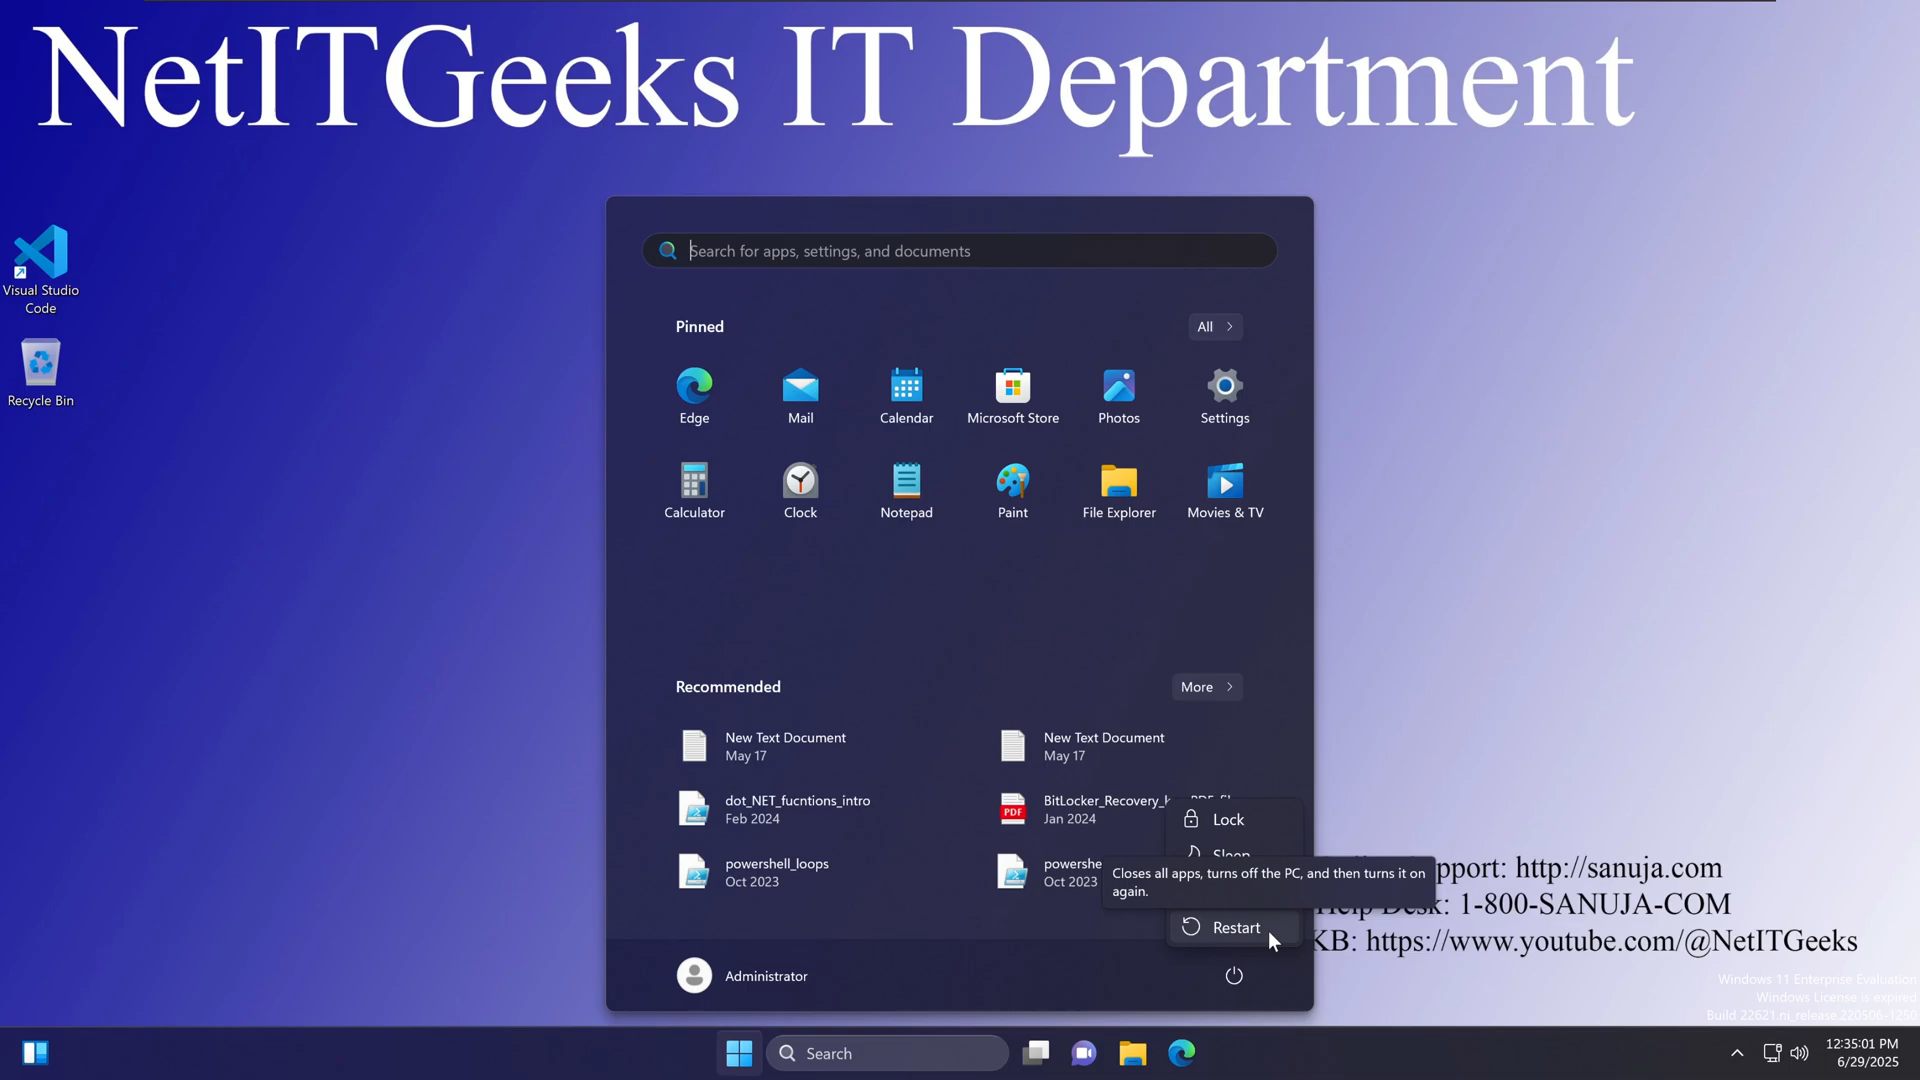 NetITGeeks IT Department
Visual Studio
Code
Recycle Bin
Search for apps, settings, and documents
Pinned
All
Edge
Mail
Calendar
Microsoft Store
Photos
Settings
Calculator
Clock
Notepad
Paint
File Explorer
Movies & TV
Recommended
More
New Text Document
May 17
New Text Document
May 17
dot_NET_fucntions_intro
Feb 2024
BitLocker_Recovery_
Jan 2024
PDF
powershell_loops
Oct 2023
powershe
Oct 2023
Lock
Sleep
Closes all apps, turns off the PC, and then turns it on
again.
Restart
Administrator
pport: http://sanuja.com
Help Desk: 1-800-SANUJA-COM
KB: https://www.youtube.com/@NetITGeeks
Windows 11 Enterprise Evaluation
Windows License is expired
Build 22621.ni_release.220506-1250
Search
12:35:01 PM
6/29/2025